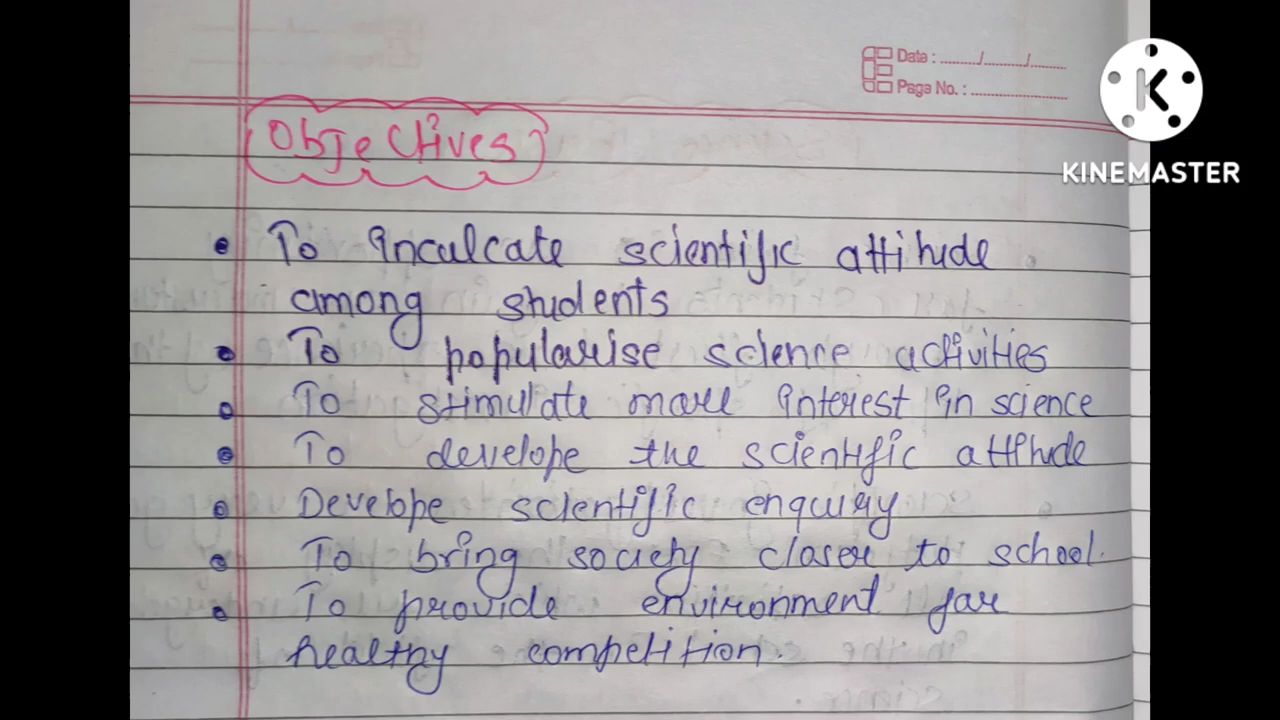 Date : ......../......../........
Page No. : ........................
K
KINEMASTER
Objectives
• To inculcate scientific attitude
among students
• To popularise science activities
• To stimulate more interest in science
• To develope the scientific attitude
• Develope scientific enquiry
• To bring society closer to school.
• To provide environment for
healthy competition.